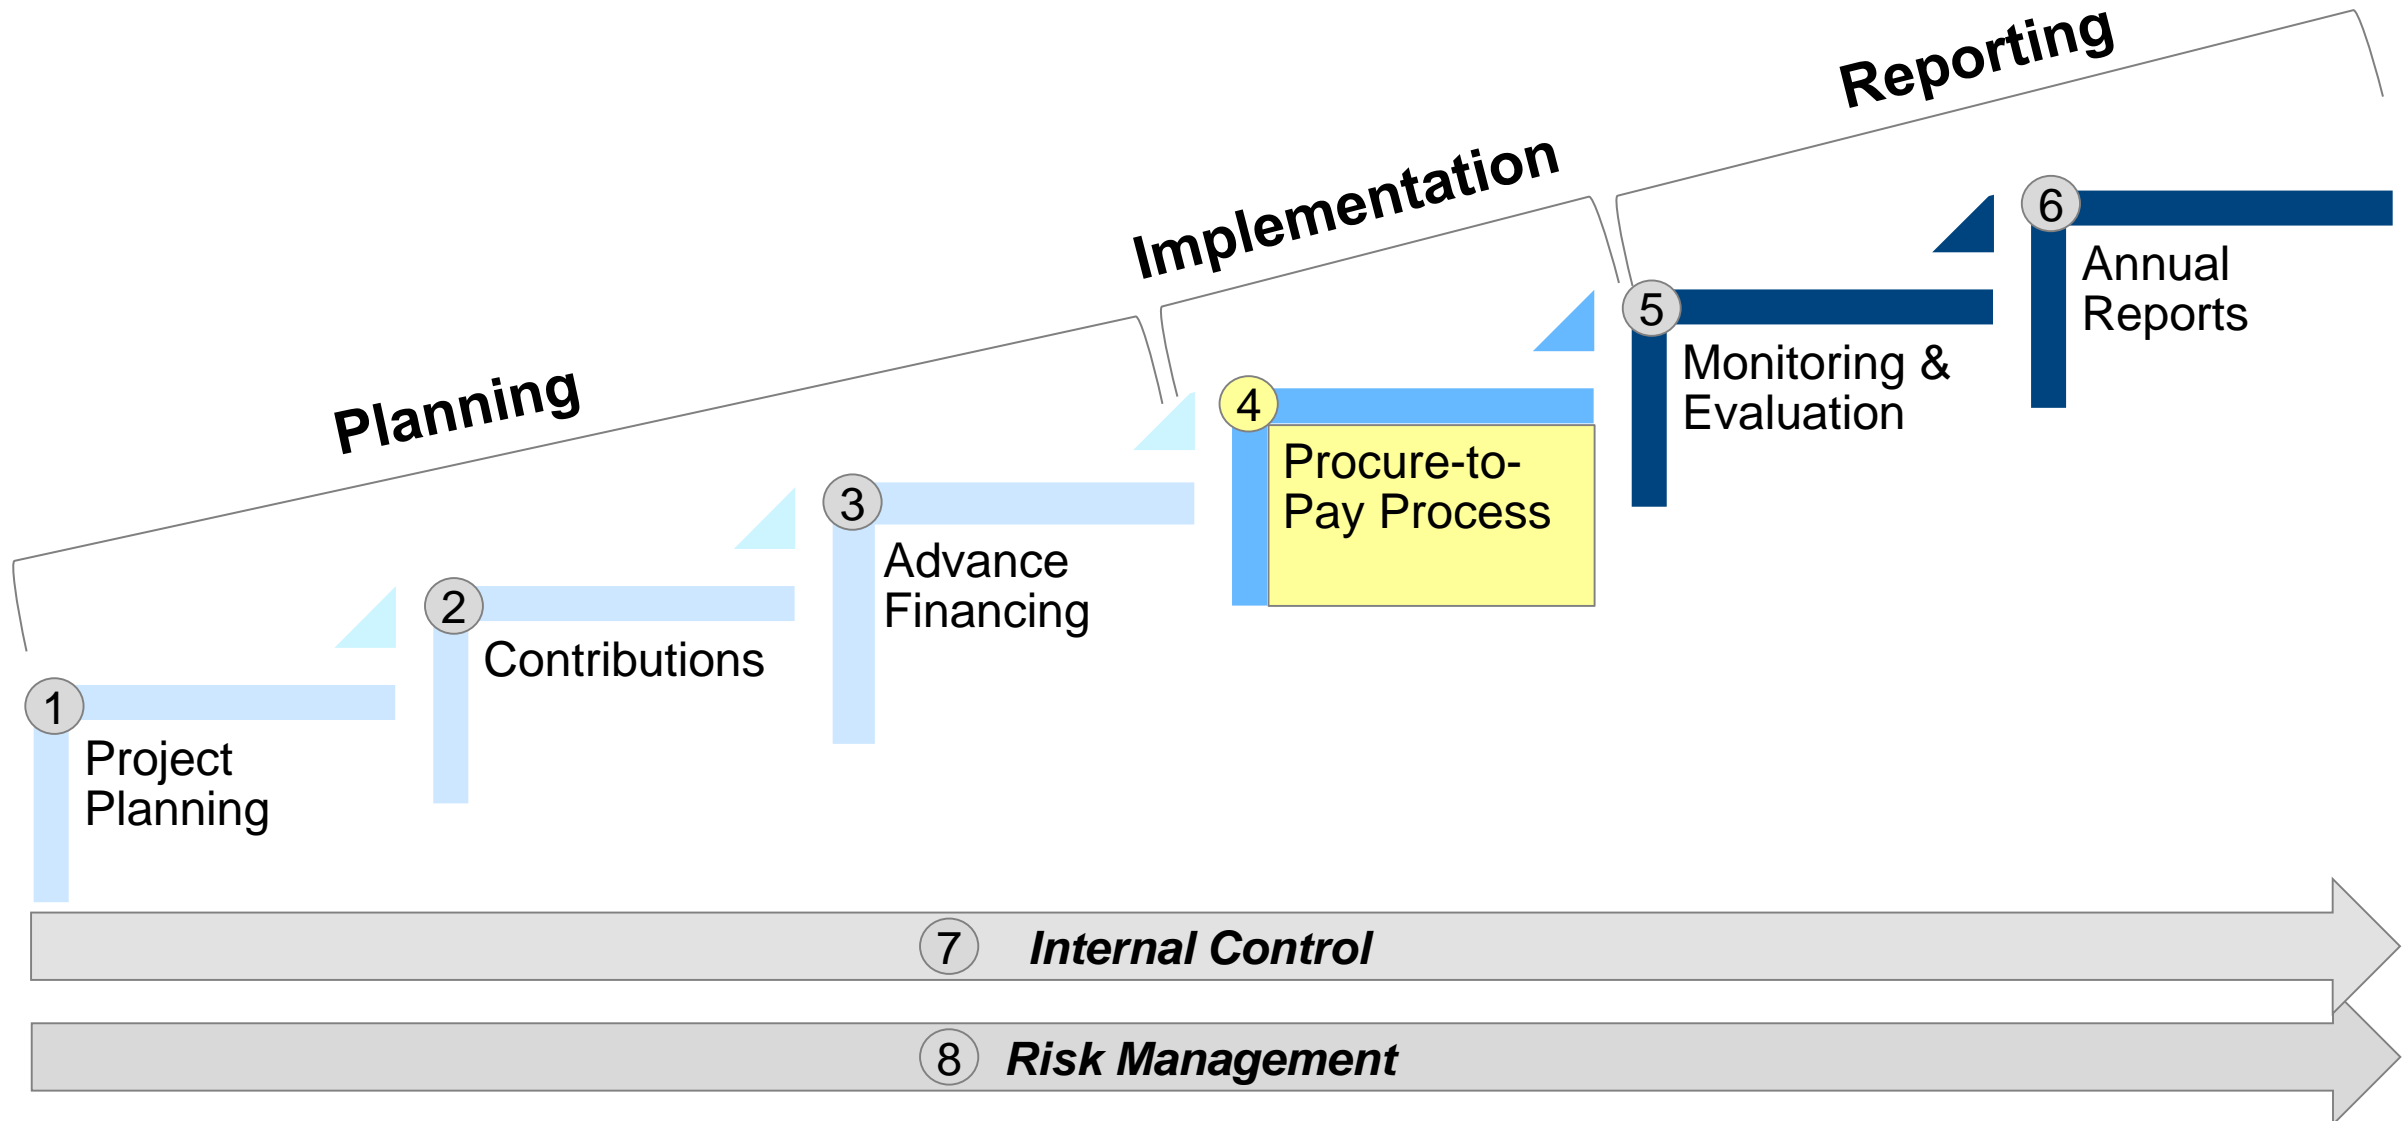 Planning
Implementation
Reporting
1
Project
Planning
2
Contributions
3
Advance
Financing
4
Procure-to-
Pay Process
5
Monitoring &
Evaluation
6
Annual
Reports
7 Internal Control
8 Risk Management